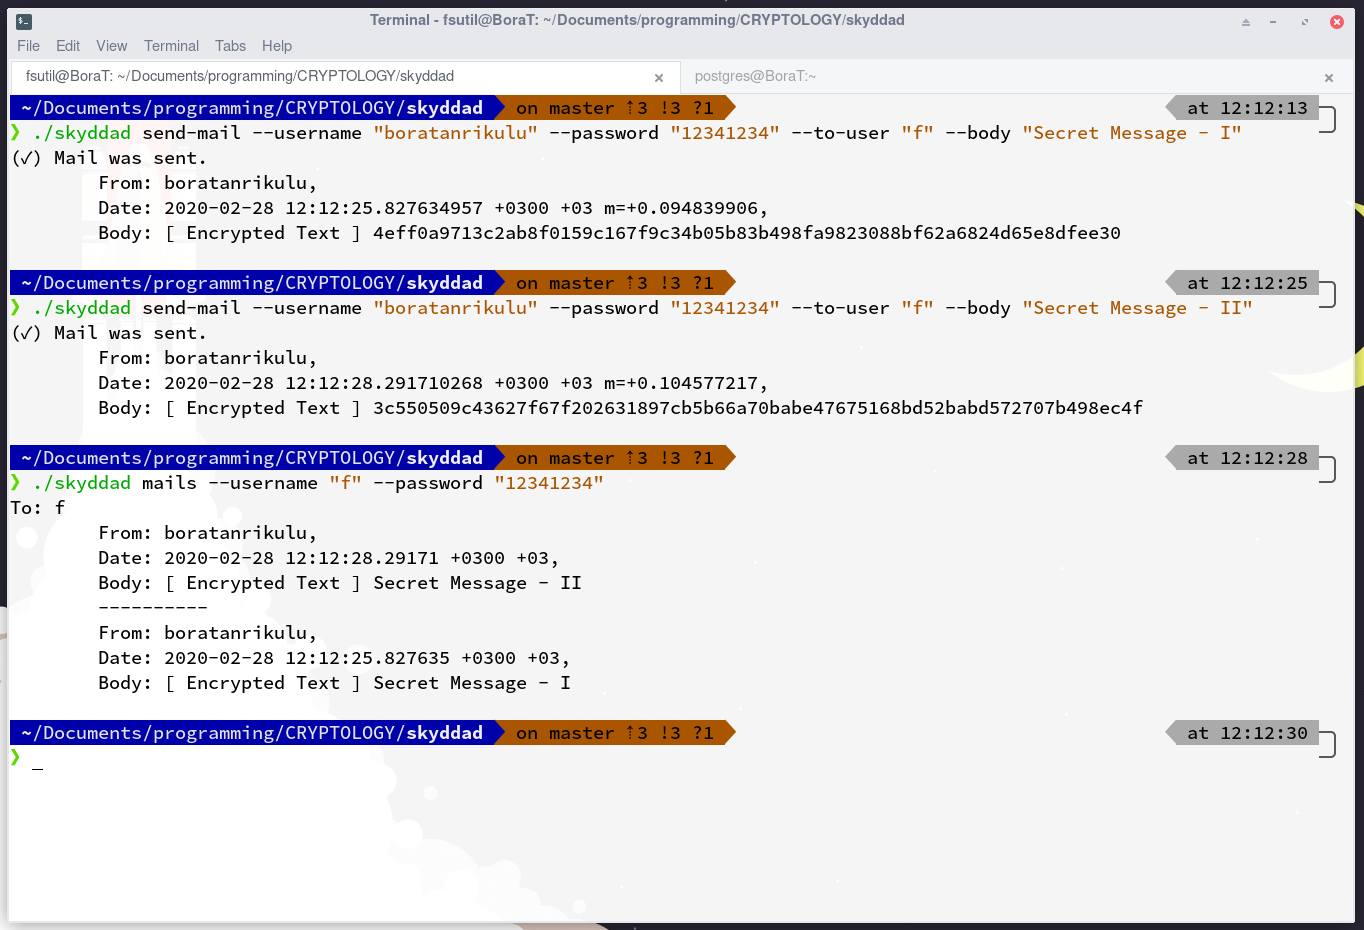 Terminal - fsutil@BoraT: ~/Documents/programming/CRYPTOLOGY/skyddad
File Edit View Terminal Tabs Help
fsutil@BoraT: ~/Documents/programming/CRYPTOLOGY/skyddad × postgres@BoraT:~ ×
~/Documents/programming/CRYPTOLOGY/skyddad on master ⇡3 !3 ?1 at 12:12:13
❯ ./skyddad send-mail --username "boratanrikulu" --password "12341234" --to-user "f" --body "Secret Message - I"
(✓) Mail was sent.
From: boratanrikulu,
Date: 2020-02-28 12:12:25.827634957 +0300 +03 m=+0.094839906,
Body: [ Encrypted Text ] 4eff0a9713c2ab8f0159c167f9c34b05b83b498fa9823088bf62a6824d65e8dfee30
~/Documents/programming/CRYPTOLOGY/skyddad on master ⇡3 !3 ?1 at 12:12:25
❯ ./skyddad send-mail --username "boratanrikulu" --password "12341234" --to-user "f" --body "Secret Message - II"
(✓) Mail was sent.
From: boratanrikulu,
Date: 2020-02-28 12:12:28.291710268 +0300 +03 m=+0.104577217,
Body: [ Encrypted Text ] 3c550509c43627f67f202631897cb5b66a70babe47675168bd52babd572707b498ec4f
~/Documents/programming/CRYPTOLOGY/skyddad on master ⇡3 !3 ?1 at 12:12:28
❯ ./skyddad mails --username "f" --password "12341234"
To: f
From: boratanrikulu,
Date: 2020-02-28 12:12:28.29171 +0300 +03,
Body: [ Encrypted Text ] Secret Message - II
----------
From: boratanrikulu,
Date: 2020-02-28 12:12:25.827635 +0300 +03,
Body: [ Encrypted Text ] Secret Message - I
~/Documents/programming/CRYPTOLOGY/skyddad on master ⇡3 !3 ?1 at 12:12:30
❯ _